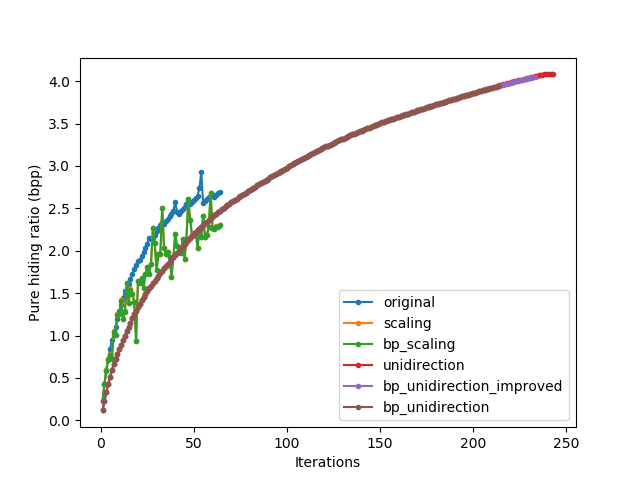 4.0
3.5
3.0
2.5
2.0
1.5
1.0
0.5
0.0
Pure hiding ratio (bpp)
original
scaling
bp_scaling
unidirection
bp_unidirection_improved
bp_unidirection
0 50 100 150 200 250
Iterations